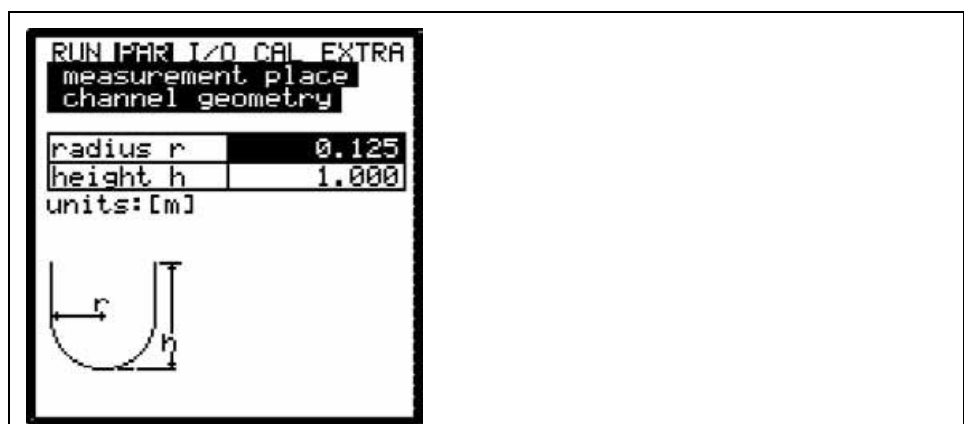 RUN PAR I/O CAL EXTRA
measurement place
channel geometry
radius r 0.125
height h 1.000
units:[m]
r
h